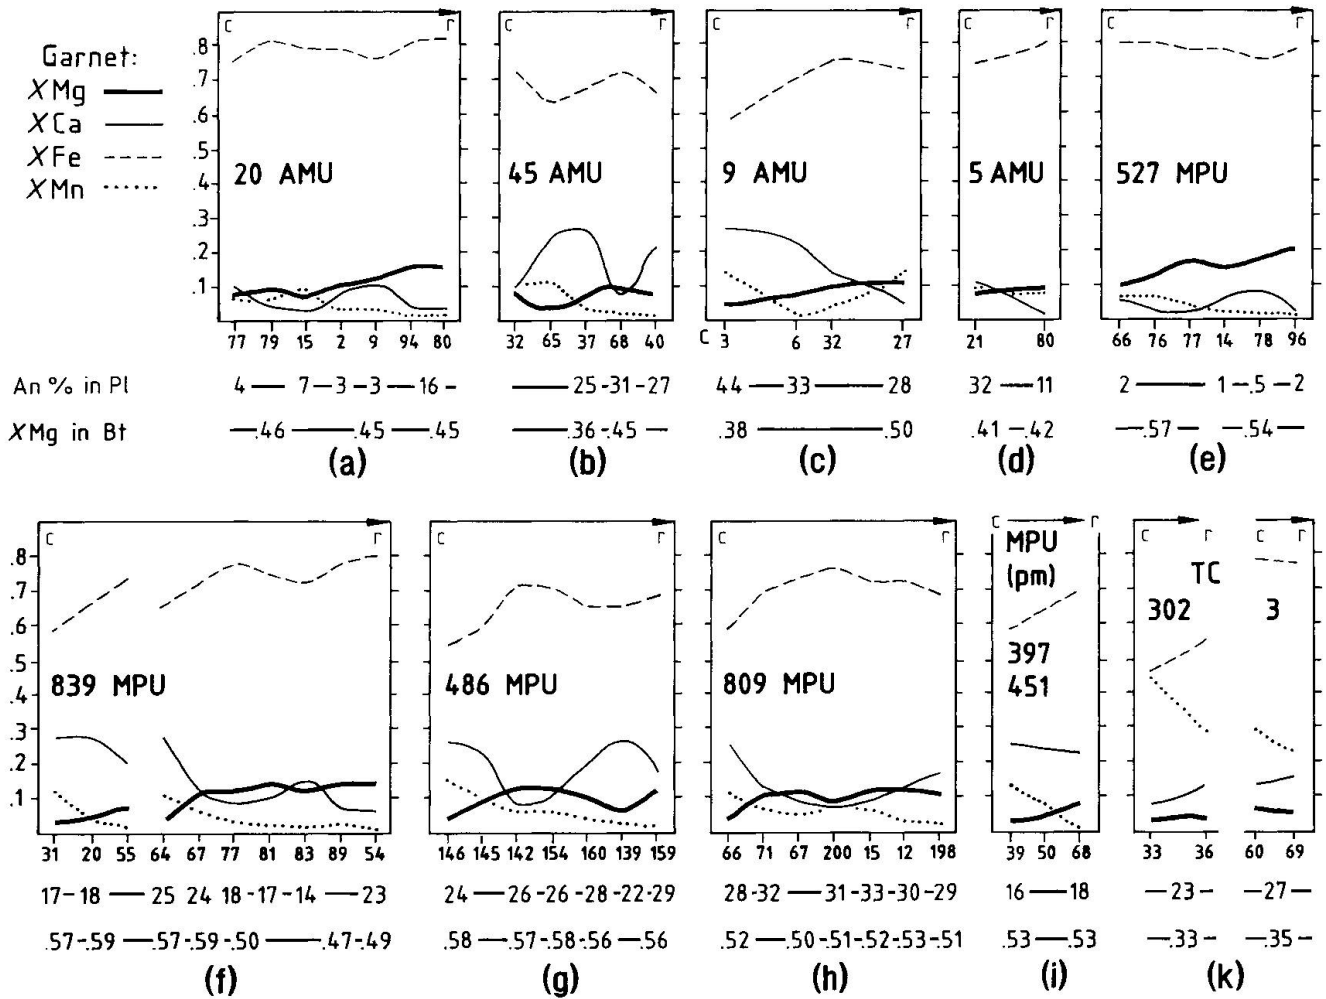 Garnet:
XMg
XCa
XFe
XMn
.8
.7
.6
.5
.4
.3
.2
.1
C r
20 AMU
77 79 15 2 9 94 80
C r
45 AMU
32 65 37 68 40
C r
9 AMU
C 3 6 32 27
C r
5 AMU
21 80
C r
527 MPU
66 76 77 14 78 96
An % in Pl 4 — 7 — 3 — 3 — 16 - — 25 - 31 - 27 44 — 33 — 28 32 — 11 2 — 1 — .5 — 2
XMg in Bt — .46 — .45 — .45 — .36 - .45 — .38 — .50 .41 — .42 — .57 — .54 —
(a) (b) (c) (d) (e)
.8
.7
.6
.5
.4
.3
.2
.1
C r
839 MPU
31 20 55 64 67 77 81 83 89 54
C r
486 MPU
146 145 142 154 160 139 159
C r
809 MPU
66 71 67 200 15 12 198
C r
MPU
(pm)
397
451
39 50 68
C r C r
TC
302 3
33 36 60 69
17 - 18 — 25 24 18 - 17 - 14 — 23 24 — 26 - 26 - 28 - 22 - 29 28 — 32 — 31 - 33 - 30 - 29 16 — 18 — 23 — — 27 —
.57 - .59 — .57 - .59 - .50 — .47 - .49 .58 — .57 - .58 - .56 — .56 .52 — .50 - .51 - .52 - .53 - .51 .53 — .53 — .33 — — .35 —
(f) (g) (h) (i) (k)